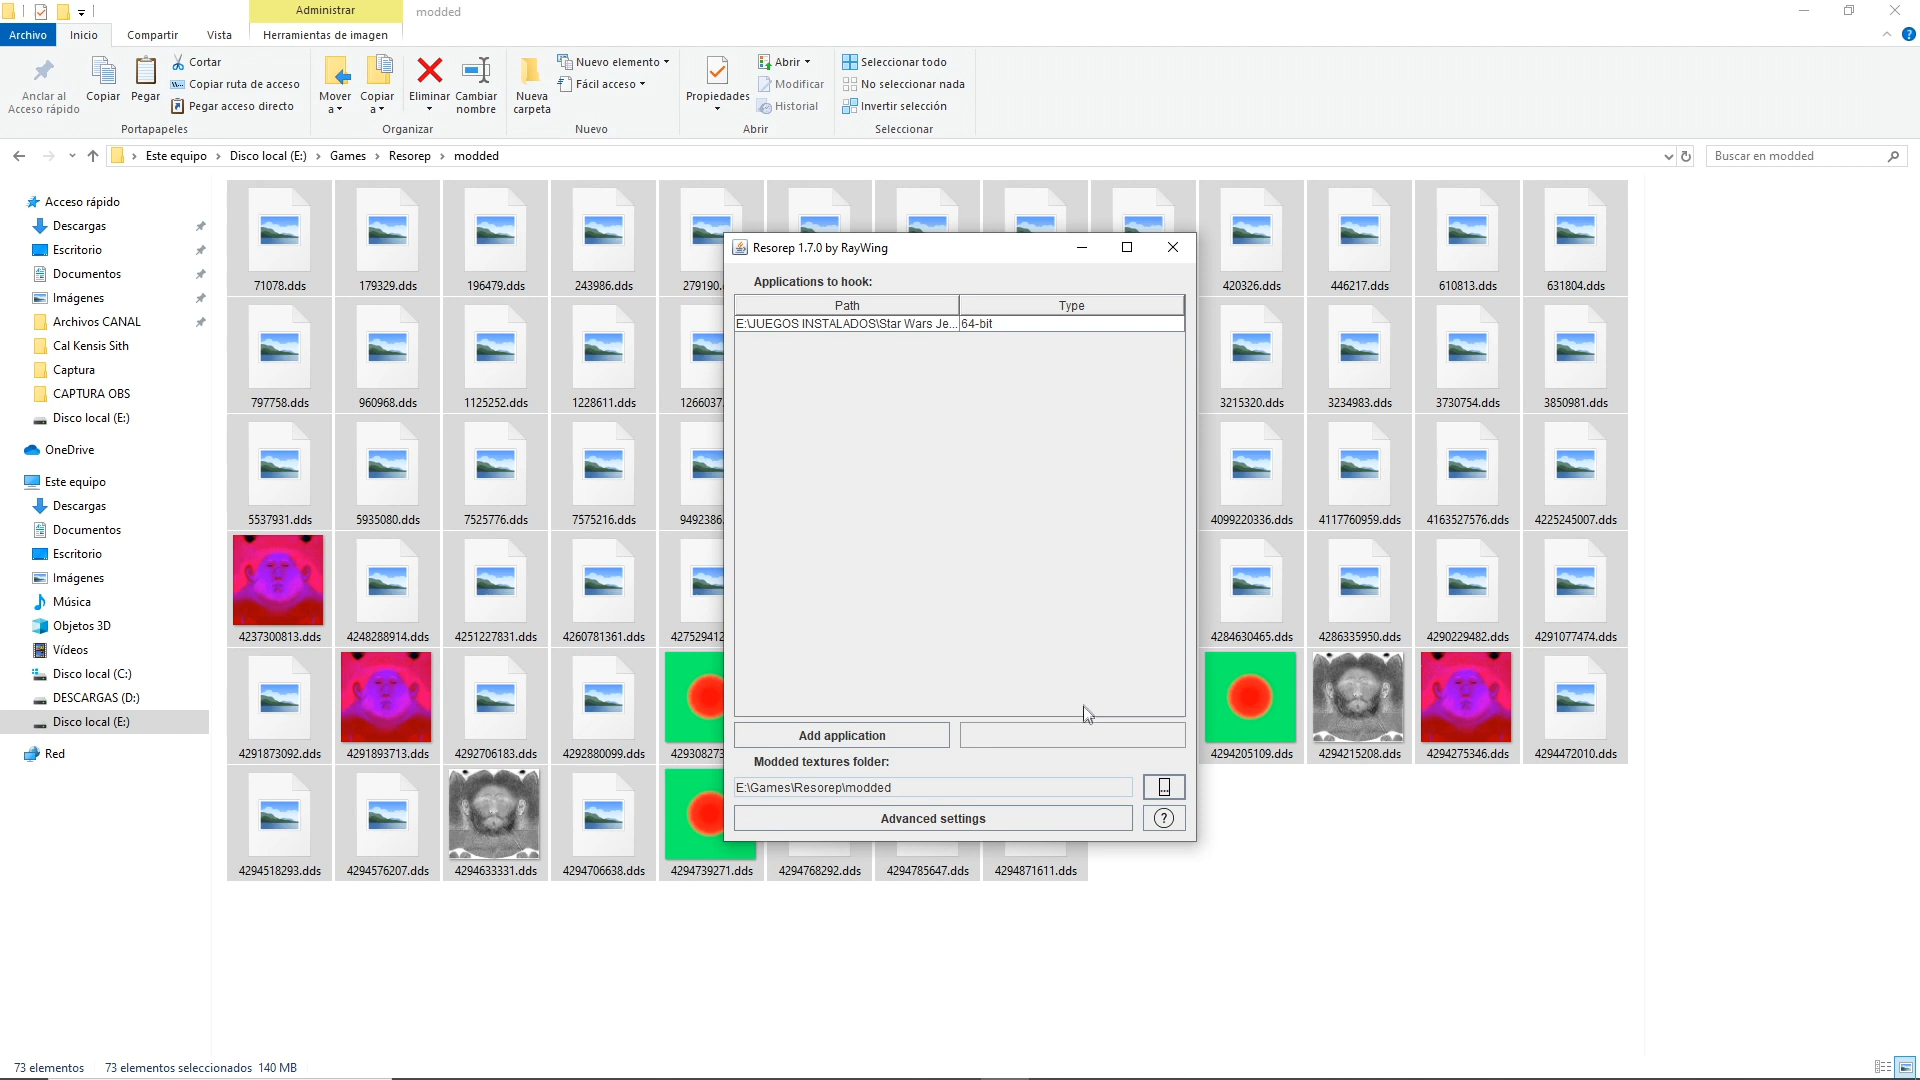 Administrar
modded
Archivo
Inicio
Compartir
Vista
Herramientas de imagen
Anclar al
Acceso rápido
Copiar
Pegar
Cortar
Copiar ruta de acceso
Pegar acceso directo
Portapapeles
Mover
a
Copiar
a
Eliminar
Cambiar
nombre
Organizar
Nueva
carpeta
Nuevo elemento
Fácil acceso
Nuevo
Propiedades
Abrir
Modificar
Historial
Abrir
Seleccionar todo
No seleccionar nada
Invertir selección
Seleccionar
Este equipo > Disco local (E:) > Games > Resorep > modded
Buscar en modded
Acceso rápido
Descargas
Escritorio
Documentos
Imágenes
Archivos CANAL
Cal Kensis Sith
Captura
CAPTURA OBS
Disco local (E:)
OneDrive
Este equipo
Descargas
Documentos
Escritorio
Imágenes
Música
Objetos 3D
Vídeos
Disco local (C:)
DESCARGAS (D:)
Disco local (E:)
Red
71078.dds
179329.dds
196479.dds
243986.dds
279190.
420326.dds
446217.dds
610813.dds
631804.dds
797758.dds
960968.dds
1125252.dds
1228611.dds
1266037.
3215320.dds
3234983.dds
3730754.dds
3850981.dds
5537931.dds
5935080.dds
7525776.dds
7575216.dds
9492386.
4099220336.dds
4117760959.dds
4163527576.dds
4225245007.dds
4237300813.dds
4248288914.dds
4251227831.dds
4260781361.dds
427529412
4284630465.dds
4286335950.dds
4290229482.dds
4291077474.dds
4291873092.dds
4291893713.dds
4292706183.dds
4292880099.dds
429308273
4294205109.dds
4294215208.dds
4294275346.dds
4294472010.dds
4294518293.dds
4294576207.dds
4294633331.dds
4294706638.dds
4294739271.dds
4294768292.dds
4294785647.dds
4294871611.dds
Resorep 1.7.0 by RayWing
Applications to hook:
Path
Type
E:\JUEGOS INSTALADOS\Star Wars Je...
64-bit
Add application
Modded textures folder:
E:\Games\Resorep\modded
...
Advanced settings
?
73 elementos
73 elementos seleccionados 140 MB